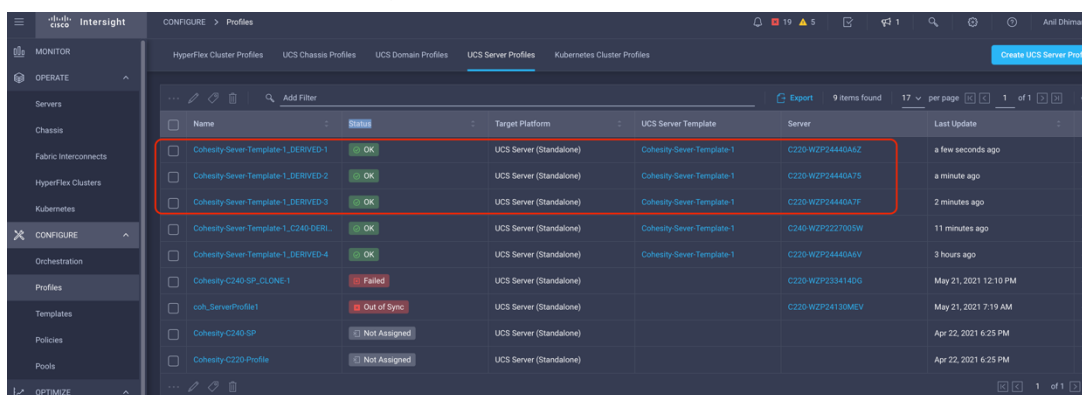 CISCO Intersight
CONFIGURE > Profiles
19 5
1
Anil Dhima
MONITOR
OPERATE
Servers
Chassis
Fabric Interconnects
HyperFlex Clusters
Kubernetes
CONFIGURE
Orchestration
Profiles
Templates
Policies
Pools
OPTIMIZE
HyperFlex Cluster Profiles UCS Chassis Profiles UCS Domain Profiles UCS Server Profiles Kubernetes Cluster Profiles
Create UCS Server Prof
... Add Filter Export 9 items found 17 per page 1 of 1
Name Status Target Platform UCS Server Template Server Last Update
Cohesity-Sever-Template-1_DERIVED-1 OK UCS Server (Standalone) Cohesity-Sever-Template-1 C220-WZP24440A6Z a few seconds ago
Cohesity-Sever-Template-1_DERIVED-2 OK UCS Server (Standalone) Cohesity-Sever-Template-1 C220-WZP24440A75 a minute ago
Cohesity-Sever-Template-1_DERIVED-3 OK UCS Server (Standalone) Cohesity-Sever-Template-1 C220-WZP24440A7F 2 minutes ago
Cohesity-Sever-Template-1_C240-DERI... OK UCS Server (Standalone) Cohesity-Sever-Template-1 C240-WZP2227005W 11 minutes ago
Cohesity-Sever-Template-1_DERIVED-4 OK UCS Server (Standalone) Cohesity-Sever-Template-1 C220-WZP24440A6V 3 hours ago
Cohesity-C240-SP_CLONE-1 Failed UCS Server (Standalone) C220-WZP233414DG May 21, 2021 12:10 PM
coh_ServerProfile1 Out of Sync UCS Server (Standalone) C220-WZP24130MEV May 21, 2021 7:19 AM
Cohesity-C240-SP Not Assigned UCS Server (Standalone) Apr 22, 2021 6:25 PM
Cohesity-C220-Profile Not Assigned UCS Server (Standalone) Apr 22, 2021 6:25 PM
... 1 of 1